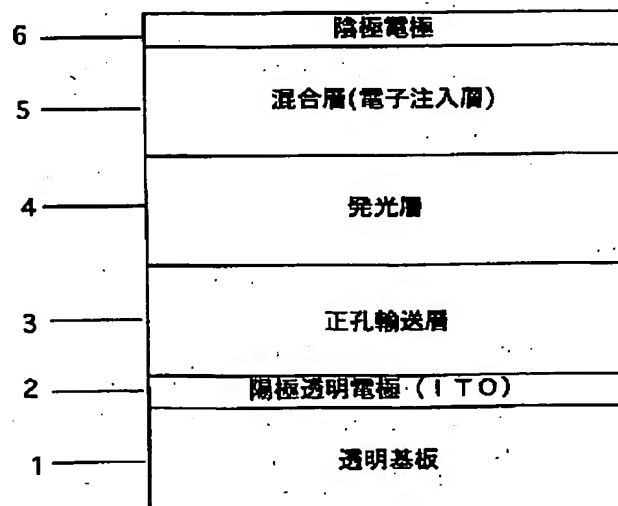 6 陰極電極
5 混合層(電子注入層)
4 発光層
3 正孔輸送層
2 陽極透明電極(ITO)
1 透明基板